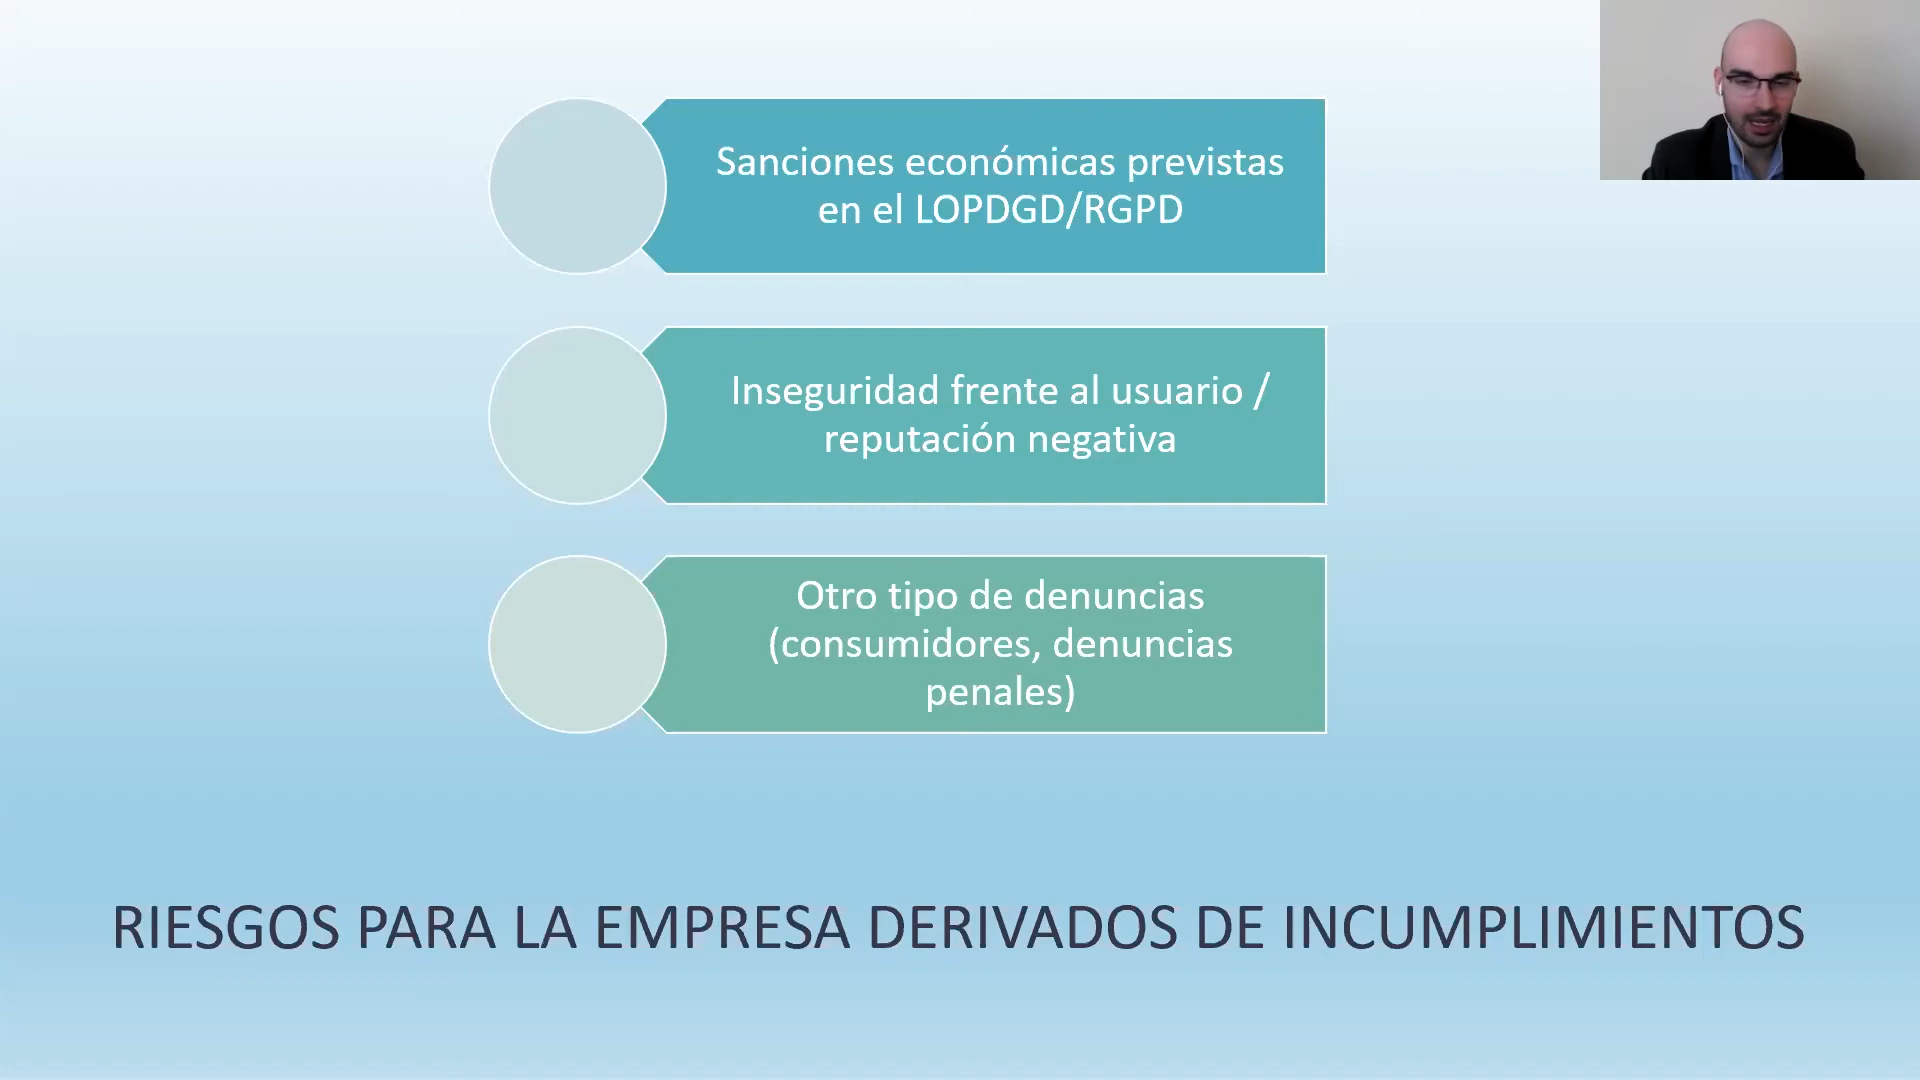 Sanciones económicas previstas
en el LOPDGD/RGPD
Inseguridad frente al usuario /
reputación negativa
Otro tipo de denuncias
(consumidores, denuncias
penales)
RIESGOS PARA LA EMPRESA DERIVADOS DE INCUMPLIMIENTOS